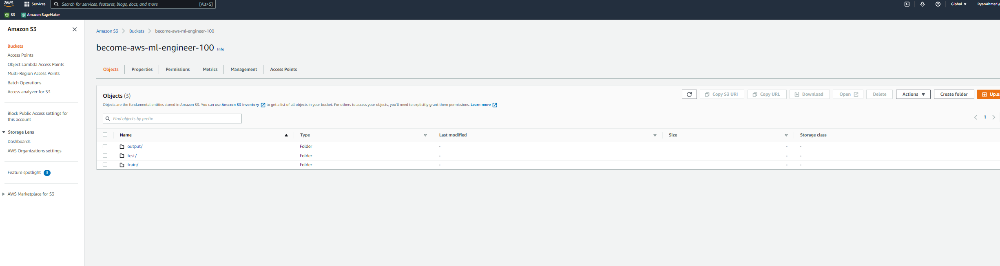 aws Services Search for services, features, blogs, docs, and more [Alt+S] Global RyanAhmed @
S3 Amazon SageMaker
Amazon S3
Buckets
Access Points
Object Lambda Access Points
Multi-Region Access Points
Batch Operations
Access analyzer for S3
Block Public Access settings for
this account
Storage Lens
Dashboards
AWS Organizations settings
Feature spotlight 3
AWS Marketplace for S3
Amazon S3 Buckets become-aws-ml-engineer-100
become-aws-ml-engineer-100 Info
Objects Properties Permissions Metrics Management Access Points
Objects (3) Copy S3 URI Copy URL Download Open Delete Actions Create folder Uplo
Objects are the fundamental entities stored in Amazon S3. You can use Amazon S3 inventory to get a list of all objects in your bucket. For others to access your objects, you'll need to explicitly grant them permissions. Learn more
Find objects by prefix 1
Name Type Last modified Size Storage class
output/ Folder - - -
test/ Folder - - -
train/ Folder - - -